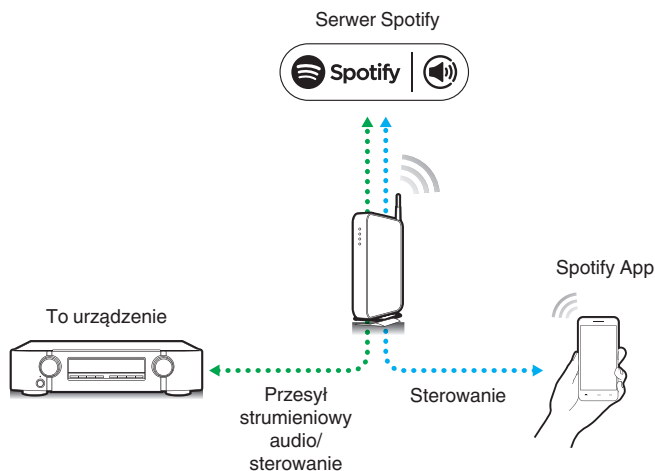 Serwer Spotify
Spotify
Spotify App
To urządzenie
Przesył
strumieniowy
audio/
sterowanie
Sterowanie